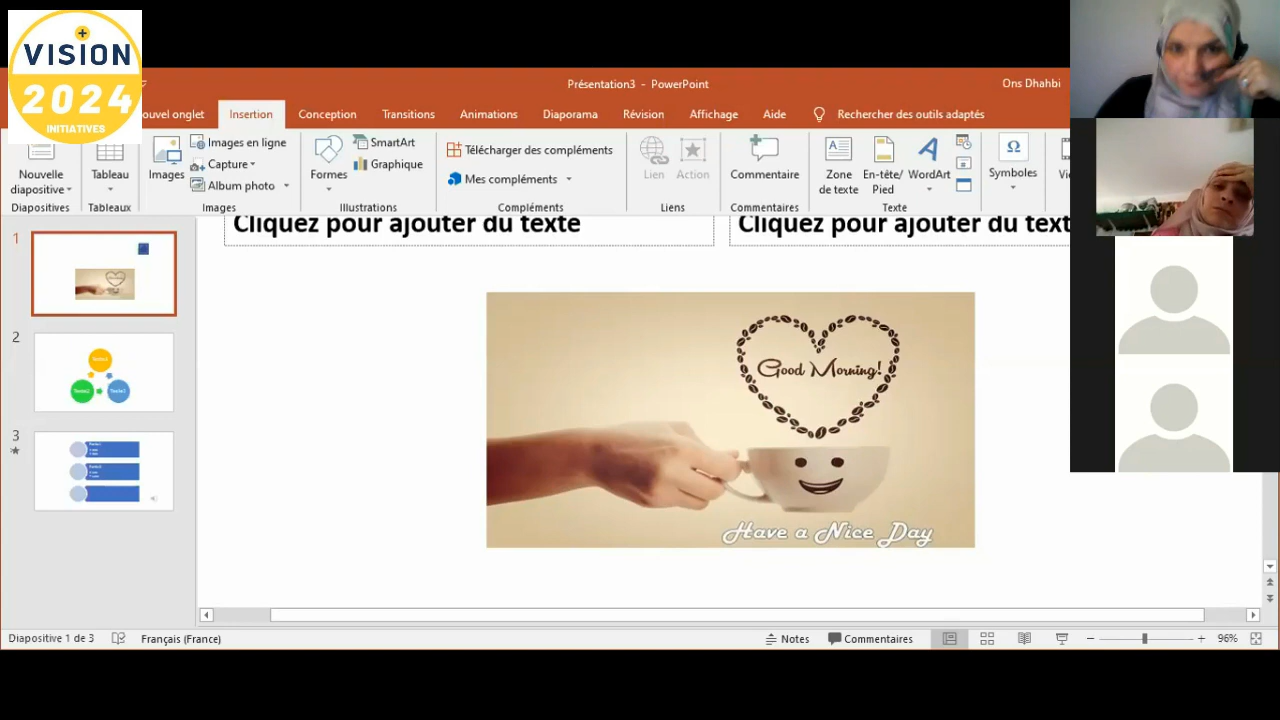 VISION
2024
INITIATIVES
Présentation3 - PowerPoint
Ons Dhahbi
ouvel onglet
Insertion
Conception
Transitions
Animations
Diaporama
Révision
Affichage
Aide
Rechercher des outils adaptés
Nouvelle
diapositive
Diapositives
Tableau
Tableaux
Images
Images en ligne
Capture
Album photo
Images
Formes
SmartArt
Graphique
Illustrations
Télécharger des compléments
Mes compléments
Compléments
Lien
Action
Liens
Commentaire
Commentaires
Zone
de texte
En-tête/
Pied
WordArt
Texte
Ω
Symboles
Cliquez pour ajouter du texte
Cliquez pour ajouter du text
1
2
3
Good Morning!
Have a Nice Day
Diapositive 1 de 3
Français (France)
Notes
Commentaires
96%